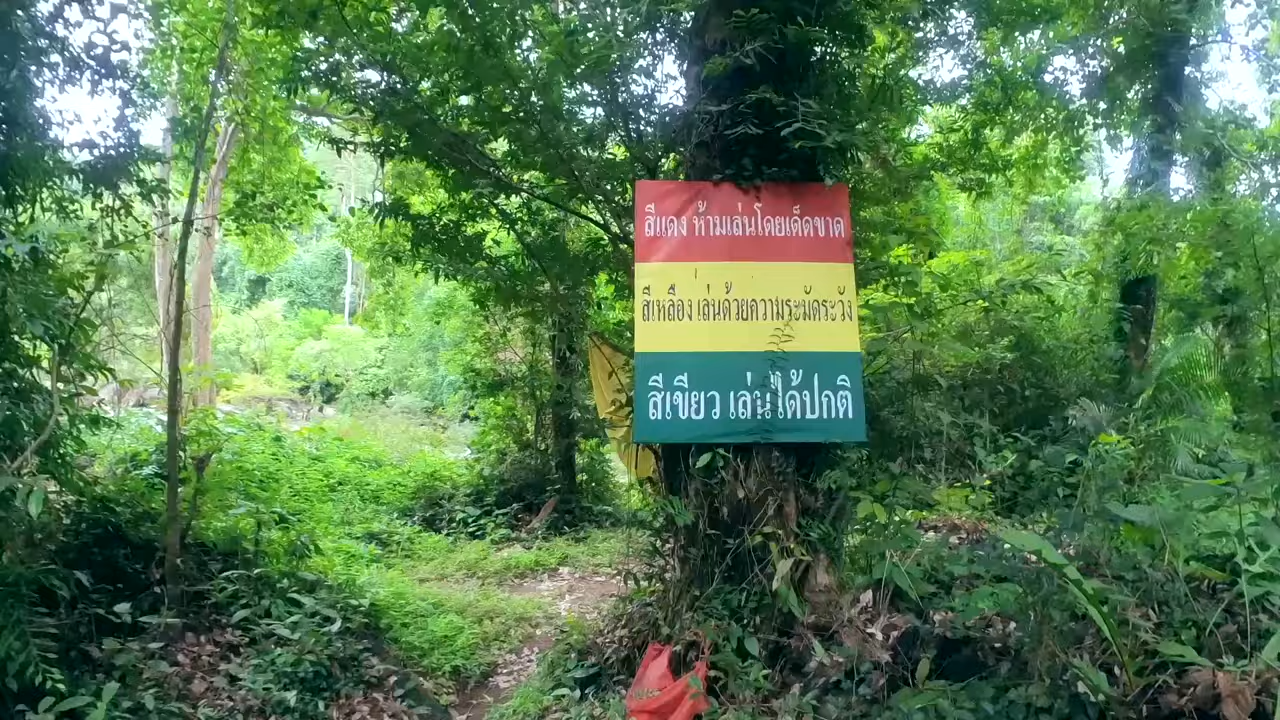 สีแดง ห้ามเล่นโดยเด็ดขาด
สีเหลือง เล่นด้วยความระมัดระวัง
สีเขียว เล่นได้ปกติ